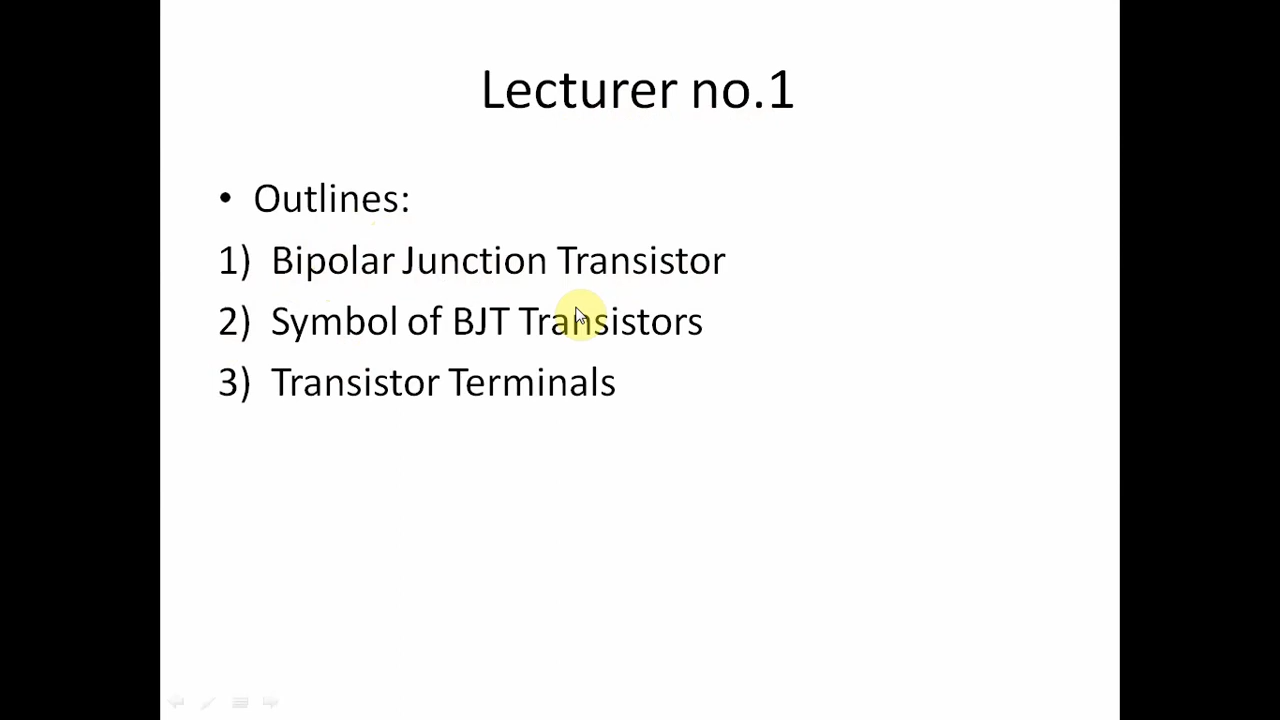 Lecturer no.1
• Outlines:
1) Bipolar Junction Transistor
2) Symbol of BJT Transistors
3) Transistor Terminals